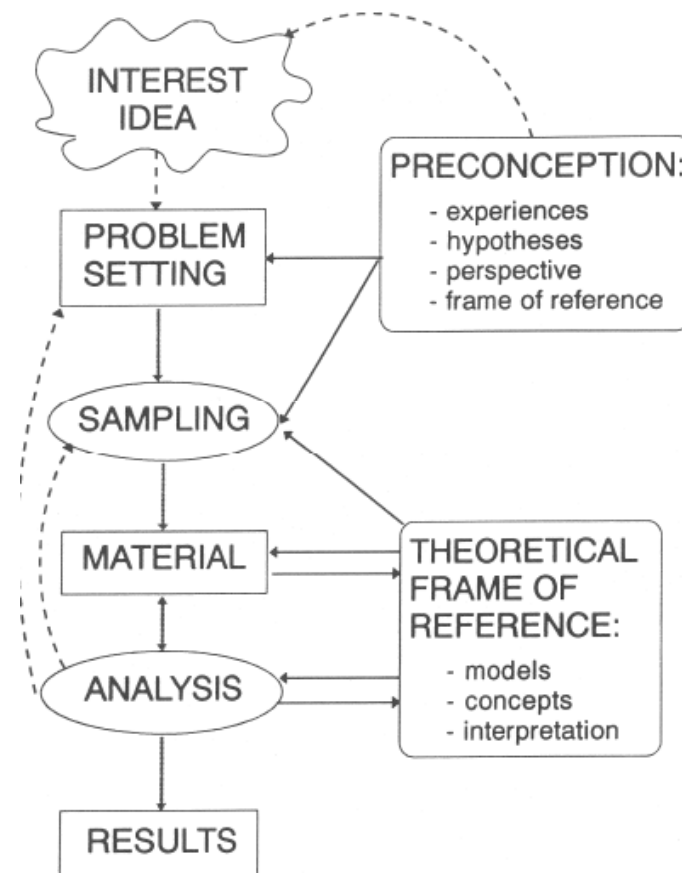 INTEREST
IDEA
PRECONCEPTION:
- experiences
- hypotheses
- perspective
- frame of reference
PROBLEM
SETTING
SAMPLING
MATERIAL
THEORETICAL
FRAME OF
REFERENCE:
- models
- concepts
- interpretation
ANALYSIS
RESULTS